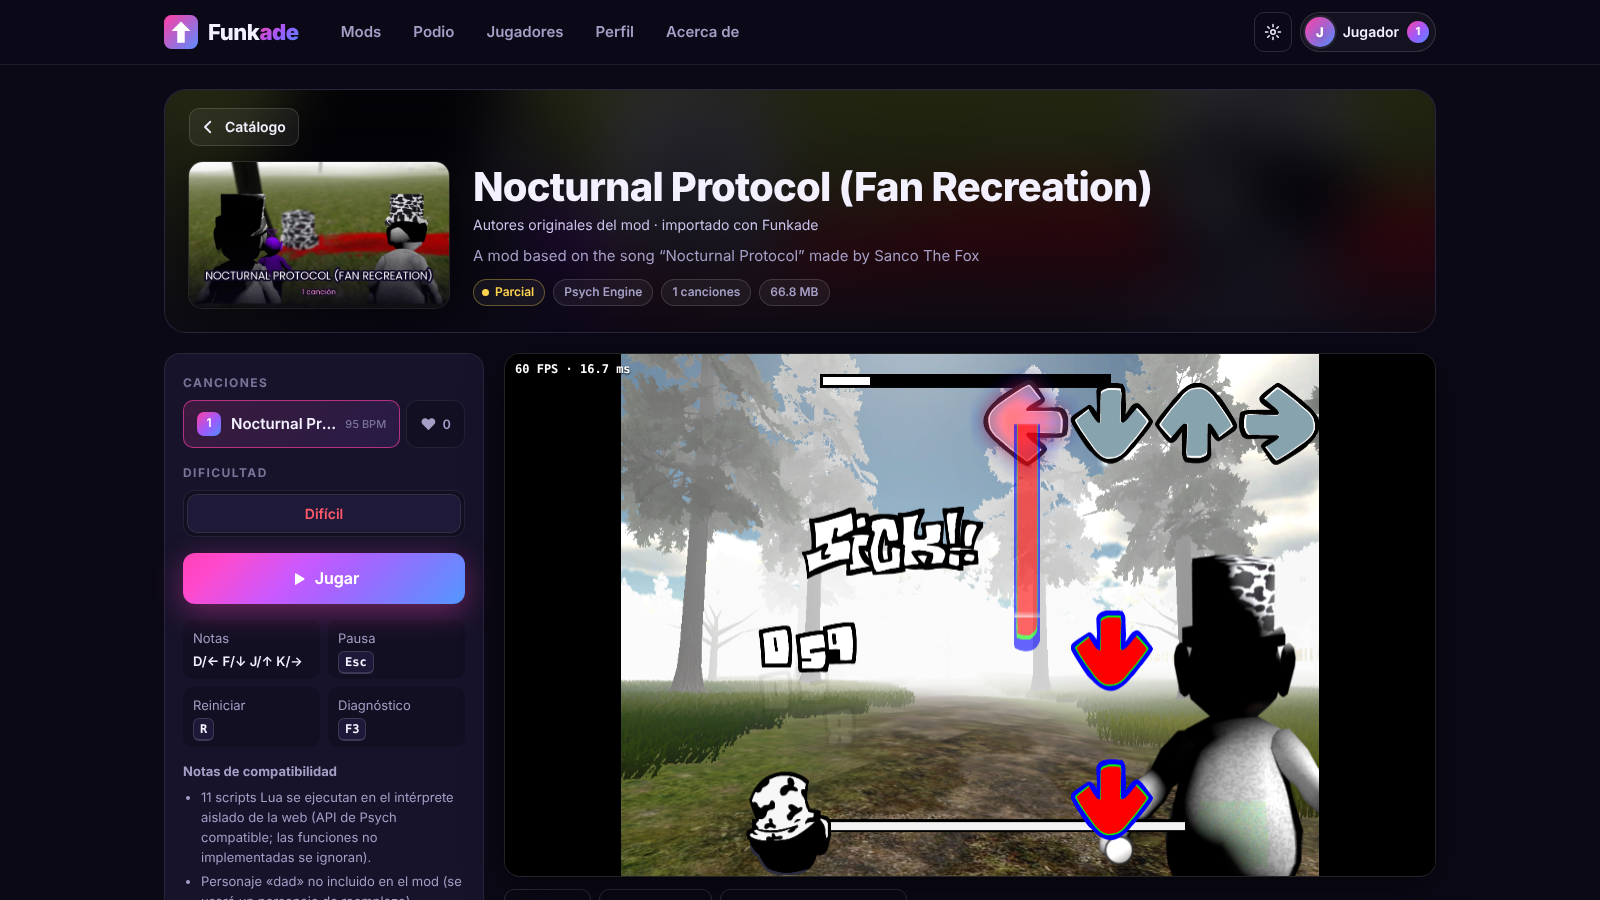 Funkade
Mods
Podio
Jugadores
Perfil
Acerca de
J
Jugador
1
Catálogo
NOCTURNAL PROTOCOL (FAN RECREATION)
1 canción
Nocturnal Protocol (Fan Recreation)
Autores originales del mod · importado con Funkade
A mod based on the song “Nocturnal Protocol” made by Sanco The Fox
Parcial
Psych Engine
1 canciones
66.8 MB
CANCIONES
1
Nocturnal Pr...
95 BPM
0
DIFICULTAD
Difícil
Jugar
Notas
D/← F/↓ J/↑ K/→
Pausa
Esc
Reiniciar
R
Diagnóstico
F3
Notas de compatibilidad
11 scripts Lua se ejecutan en el intérprete
aislado de la web (API de Psych
compatible; las funciones no
implementadas se ignoran).
Personaje «dad» no incluido en el mod (se
60 FPS · 16.7 ms
SiCK!!
059